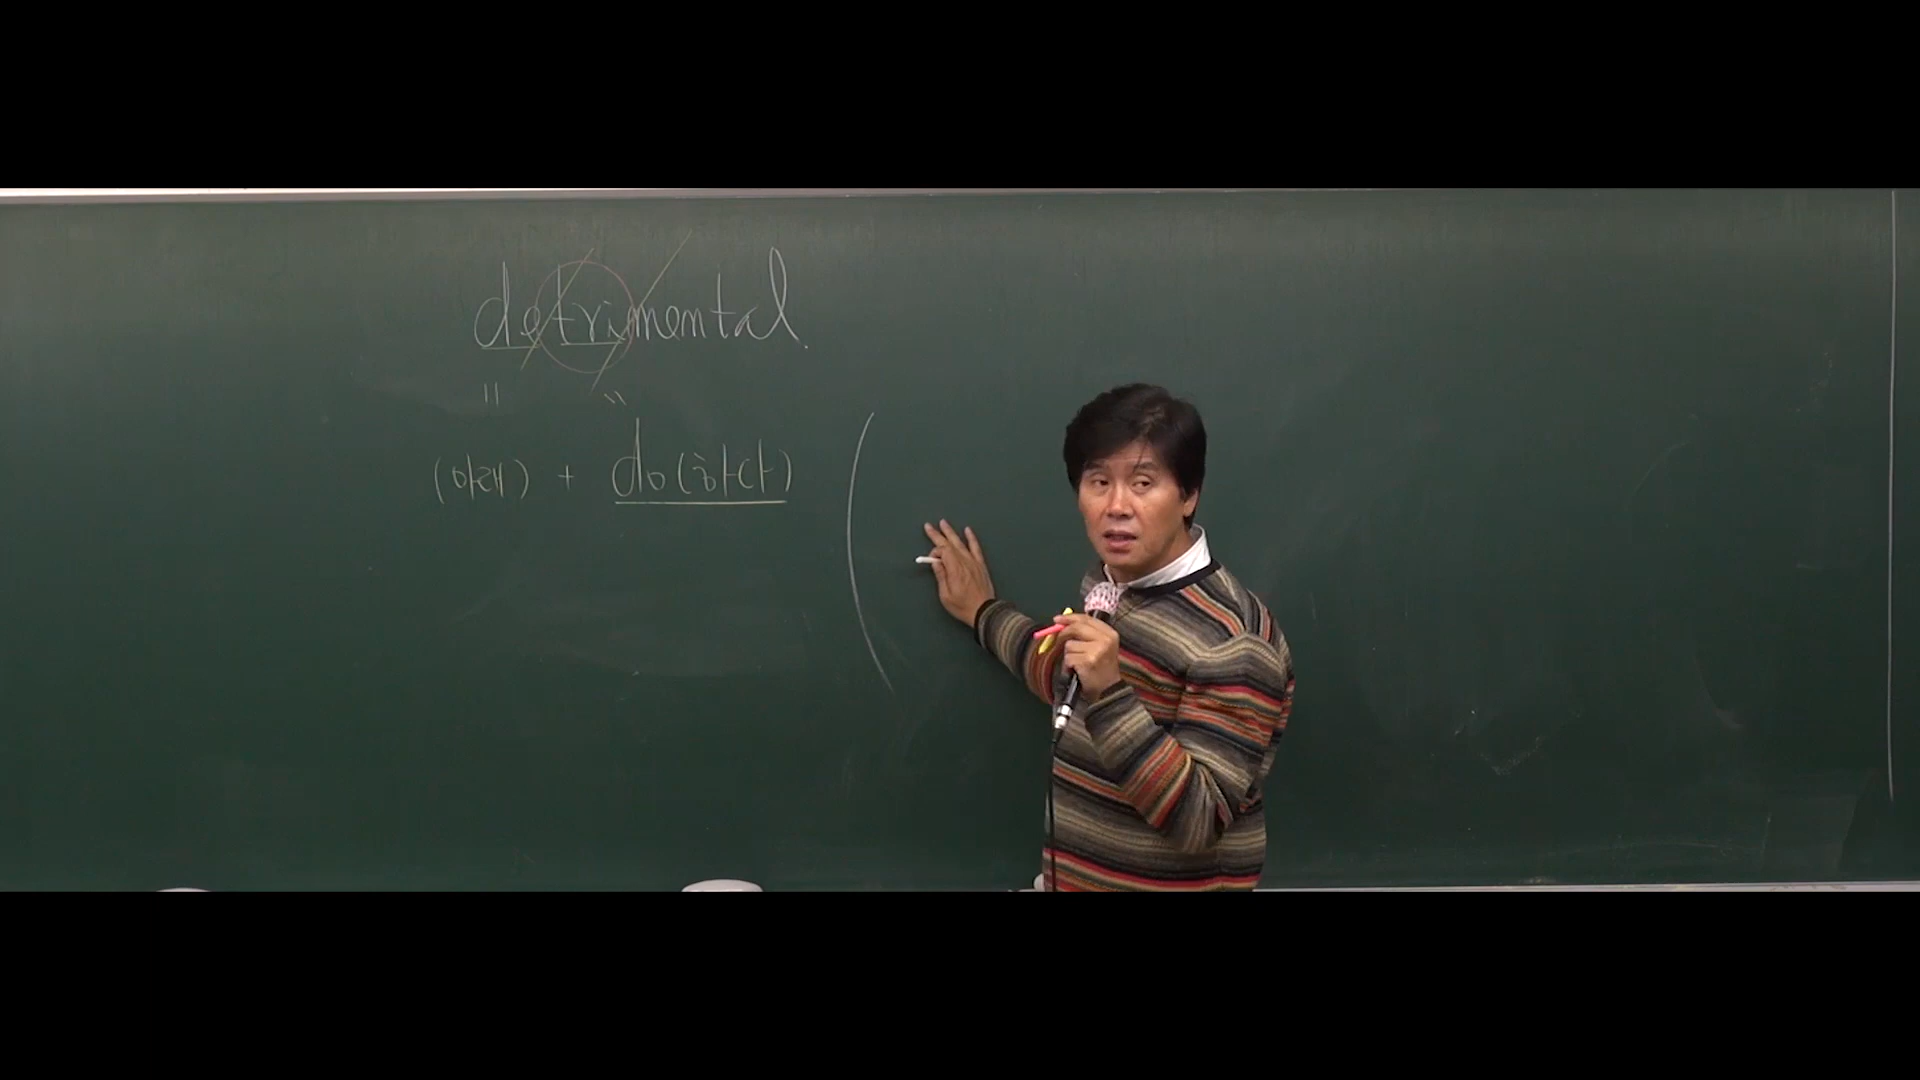 detrimental.
" "
(아래) + do(하다)
(